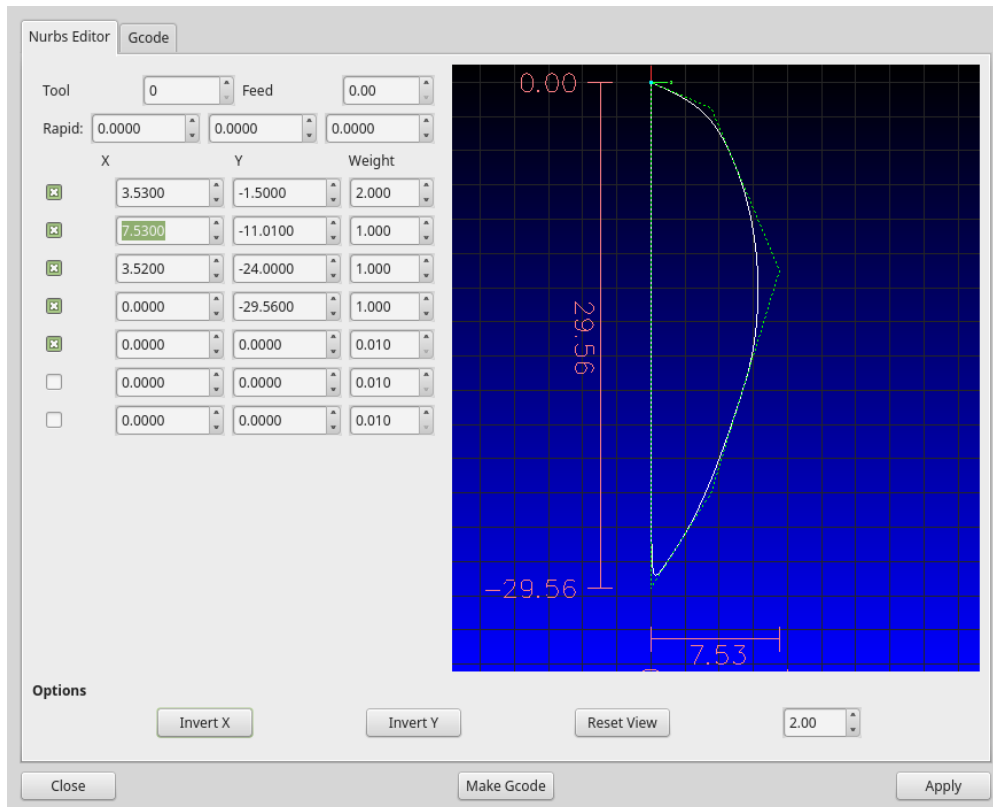 Nurbs Editor Gcode
Tool 0 Feed 0.00
Rapid: 0.0000 0.0000 0.0000
X Y Weight
3.5300 -1.5000 2.000
7.5300 -11.0100 1.000
3.5200 -24.0000 1.000
0.0000 -29.5600 1.000
0.0000 0.0000 0.010
0.0000 0.0000 0.010
0.0000 0.0000 0.010
0.00
29.56
-29.56
7.53
Options
Invert X Invert Y Reset View 2.00
Close Make Gcode Apply